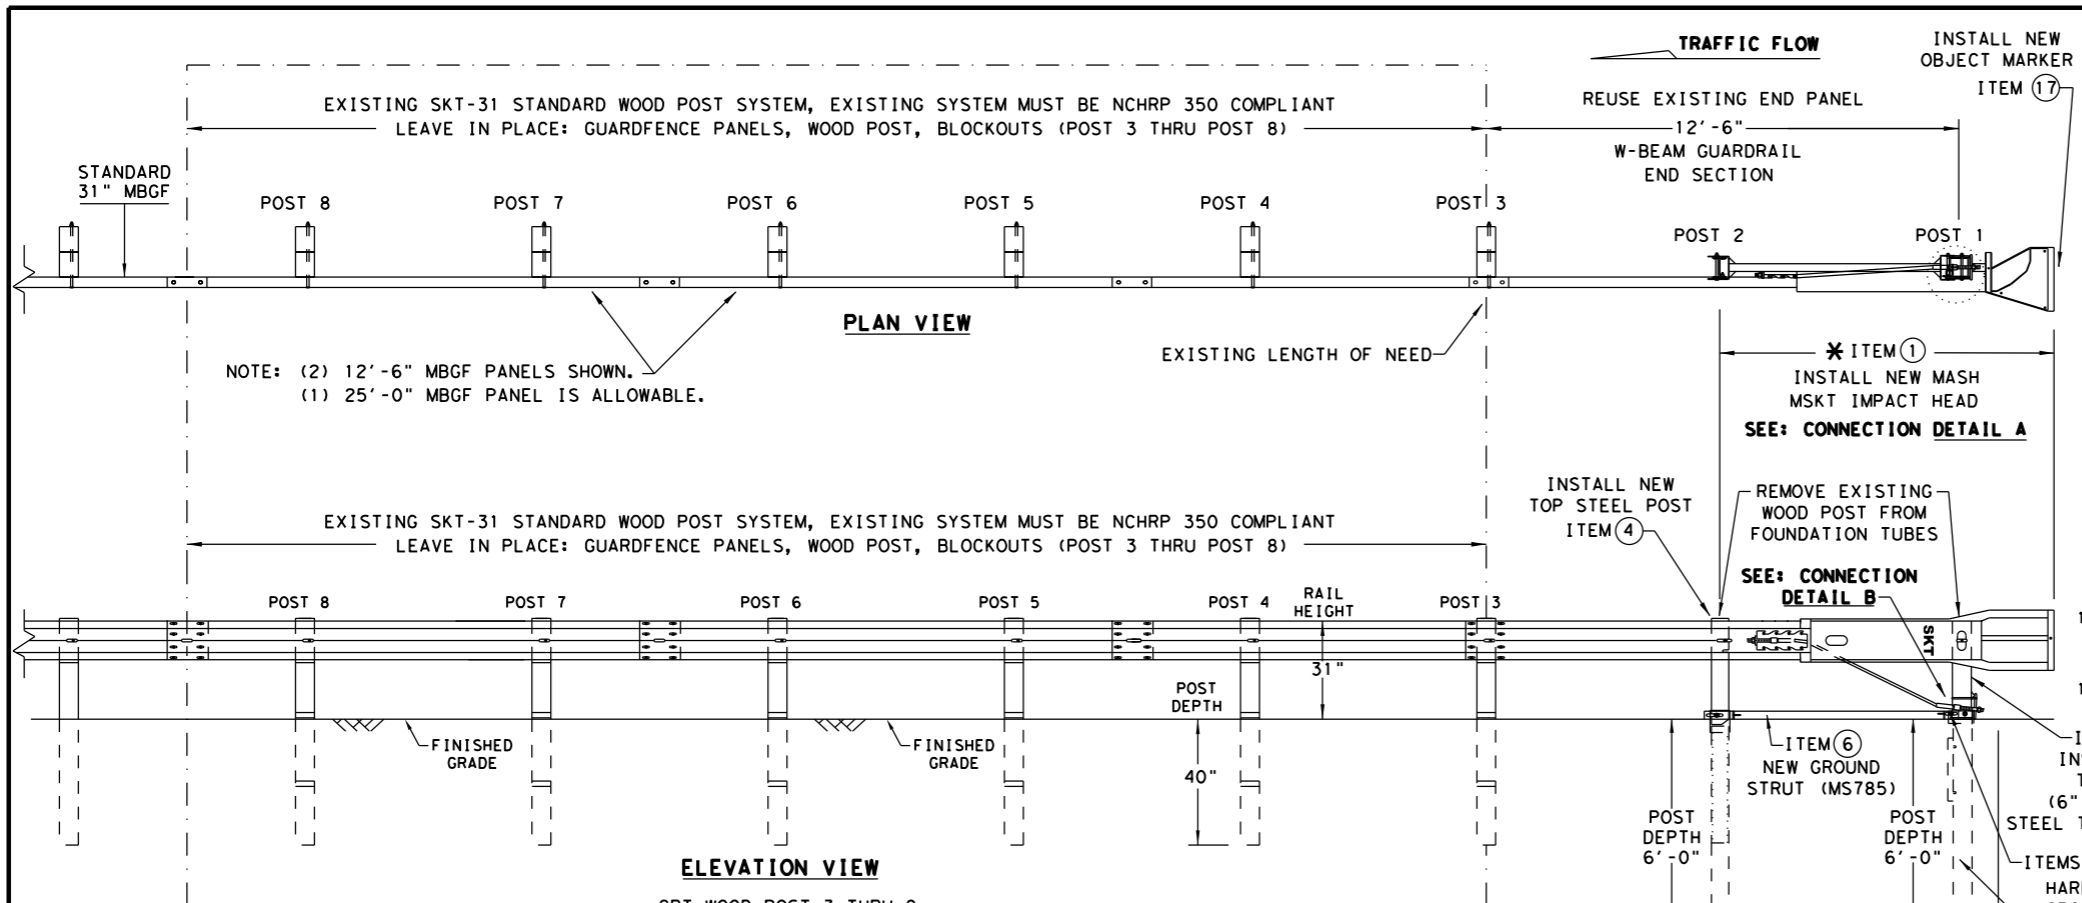 TRAFFIC FLOW
INSTALL NEW
OBJECT MARKER
ITEM 17
EXISTING SKT-31 STANDARD WOOD POST SYSTEM, EXISTING SYSTEM MUST BE NCHRP 350 COMPLIANT
LEAVE IN PLACE: GUARDFENCE PANELS, WOOD POST, BLOCKOUTS (POST 3 THRU POST 8)
REUSE EXISTING END PANEL
12'-6"
W-BEAM GUARDRAIL
END SECTION
STANDARD
31" MBGF
POST 8
POST 7
POST 6
POST 5
POST 4
POST 3
POST 2
POST 1
PLAN VIEW
NOTE: (2) 12'-6" MBGF PANELS SHOWN.
(1) 25'-0" MBGF PANEL IS ALLOWABLE.
EXISTING LENGTH OF NEED
* ITEM 1
INSTALL NEW MASH
MSKT IMPACT HEAD
SEE: CONNECTION DETAIL A
INSTALL NEW
TOP STEEL POST
ITEM 4
REMOVE EXISTING
WOOD POST FROM
FOUNDATION TUBES
EXISTING SKT-31 STANDARD WOOD POST SYSTEM, EXISTING SYSTEM MUST BE NCHRP 350 COMPLIANT
LEAVE IN PLACE: GUARDFENCE PANELS, WOOD POST, BLOCKOUTS (POST 3 THRU POST 8)
SEE: CONNECTION
DETAIL B
POST 8
POST 7
POST 6
POST 5
POST 4
RAIL
HEIGHT
POST 3
SKT
31"
POST
DEPTH
40"
FINISHED
GRADE
FINISHED
GRADE
ITEM 6
NEW GROUND
STRUT (MS785)
POST
DEPTH
6'-0"
POST
DEPTH
6'-0"
(6"
STEEL
ITEMS
ELEVATION VIEW